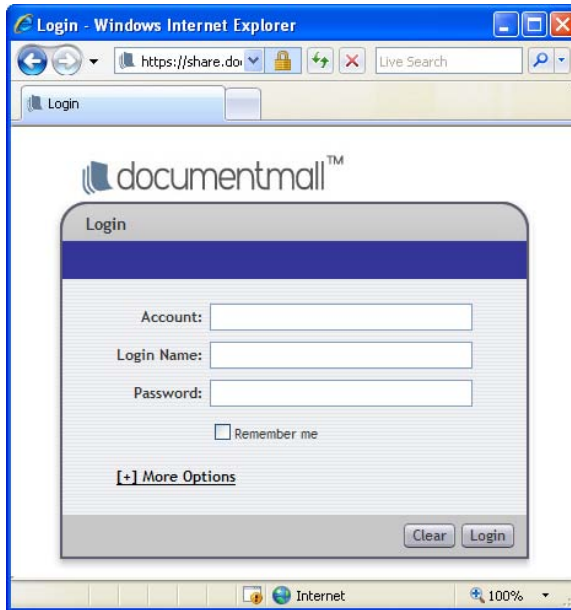 Login - Windows Internet Explorer
https://share.do
Live Search
Login
documentmall™
Login
Account:
Login Name:
Password:
Remember me
[+] More Options
Clear Login
Internet 100%